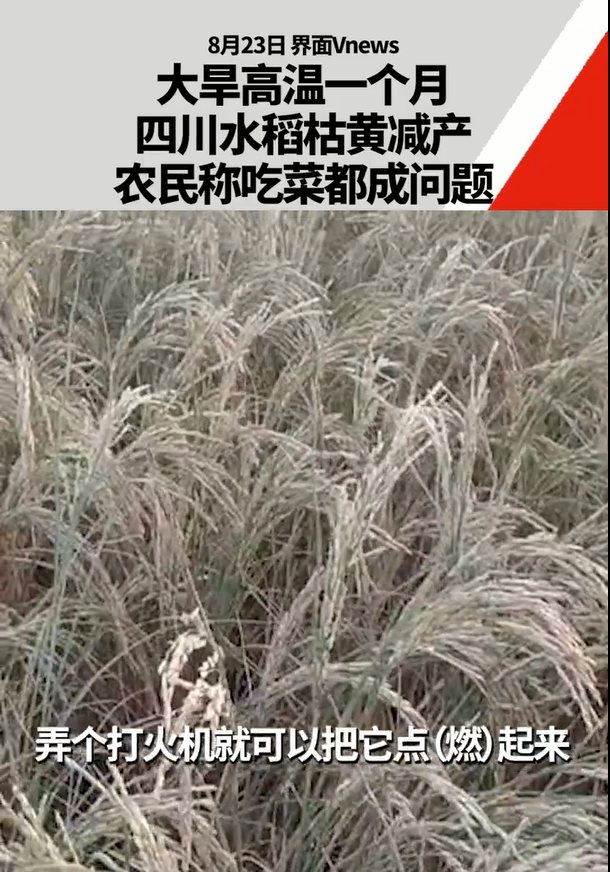 8月23日 界面Vnews
大旱高温一个月
四川水稻枯黄减产
农民称吃菜都成问题
弄个打火机就可以把它点(燃)起来